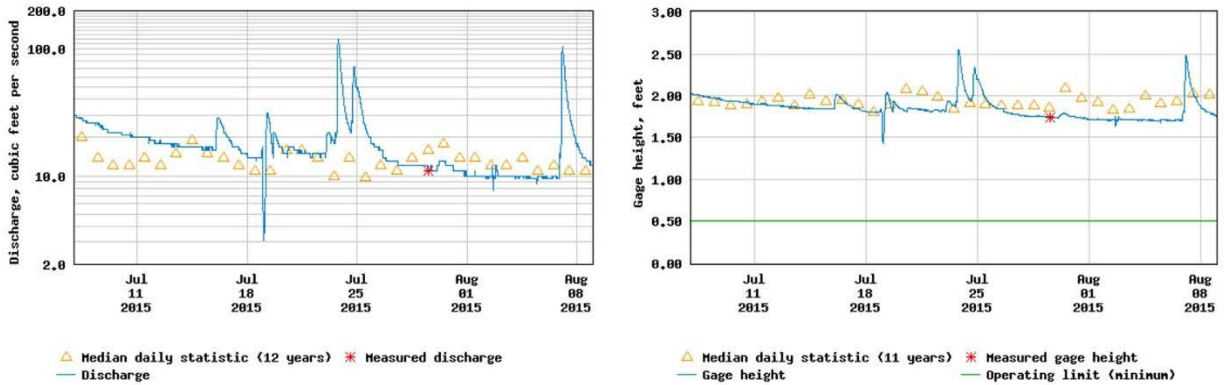 200.0
100.0
10.0
2.0
Discharge, cubic feet per second
Jul
11
2015
Jul
18
2015
Jul
25
2015
Aug
01
2015
Aug
08
2015
Median daily statistic (12 years)
Measured discharge
Discharge
3.00
2.50
2.00
1.50
1.00
0.50
0.00
Gage height, feet
Jul
11
2015
Jul
18
2015
Jul
25
2015
Aug
01
2015
Aug
08
2015
Median daily statistic (11 years)
Measured gage height
Gage height
Operating limit (minimum)